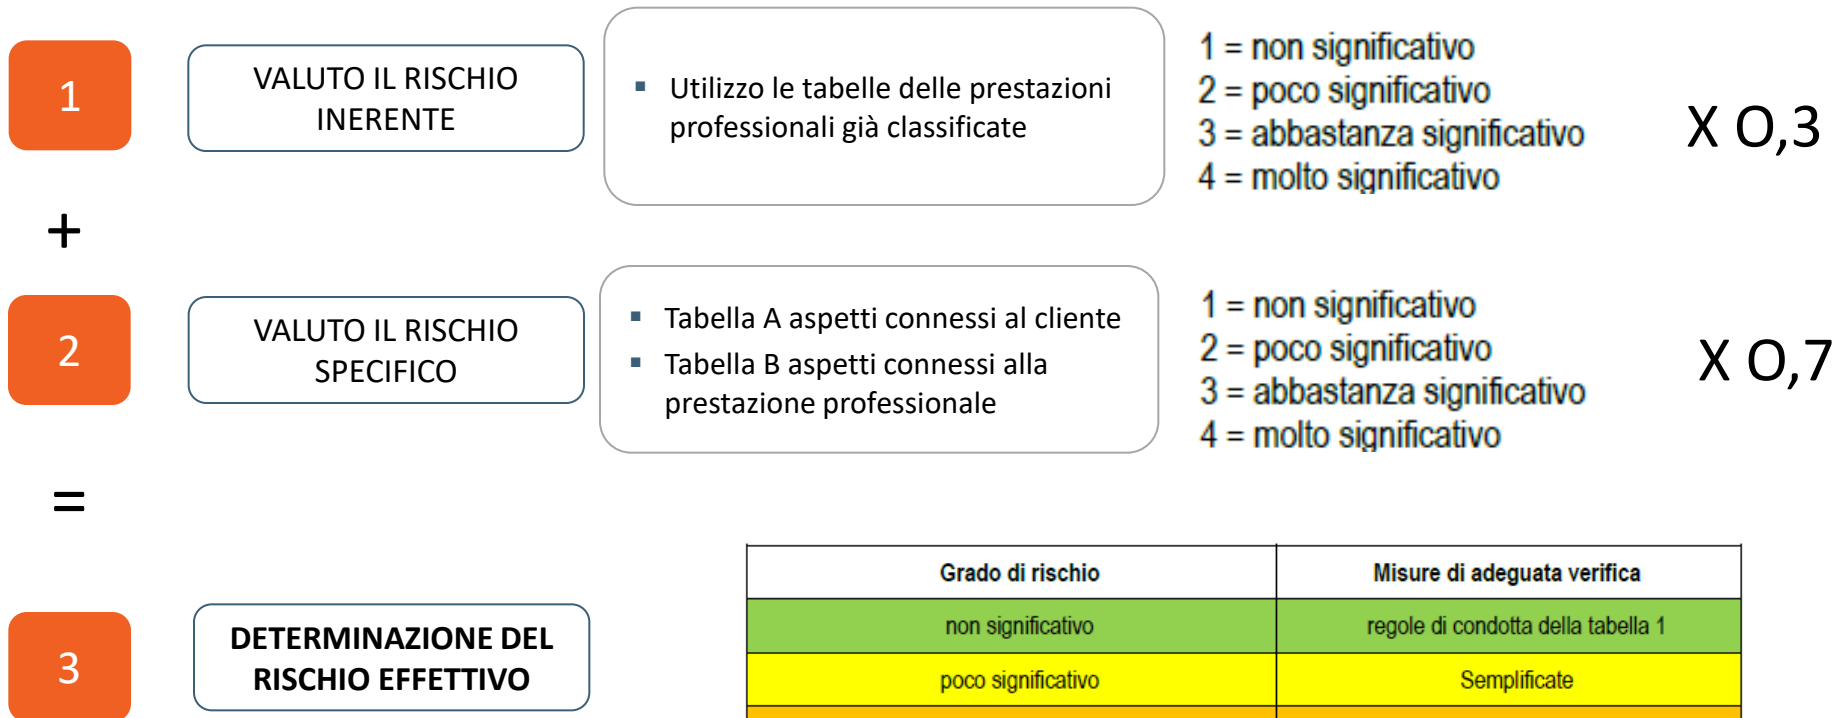 1
VALUTO IL RISCHIO
INERENTE
▪ Utilizzo le tabelle delle prestazioni
professionali già classificate
1 = non significativo
2 = poco significativo
3 = abbastanza significativo
4 = molto significativo
X O,3
+
2
VALUTO IL RISCHIO
SPECIFICO
▪ Tabella A aspetti connessi al cliente
▪ Tabella B aspetti connessi alla
prestazione professionale
1 = non significativo
2 = poco significativo
3 = abbastanza significativo
4 = molto significativo
X O,7
=
3
DETERMINAZIONE DEL
RISCHIO EFFETTIVO
Grado di rischio Misure di adeguata verifica
non significativo regole di condotta della tabella 1
poco significativo Semplificate